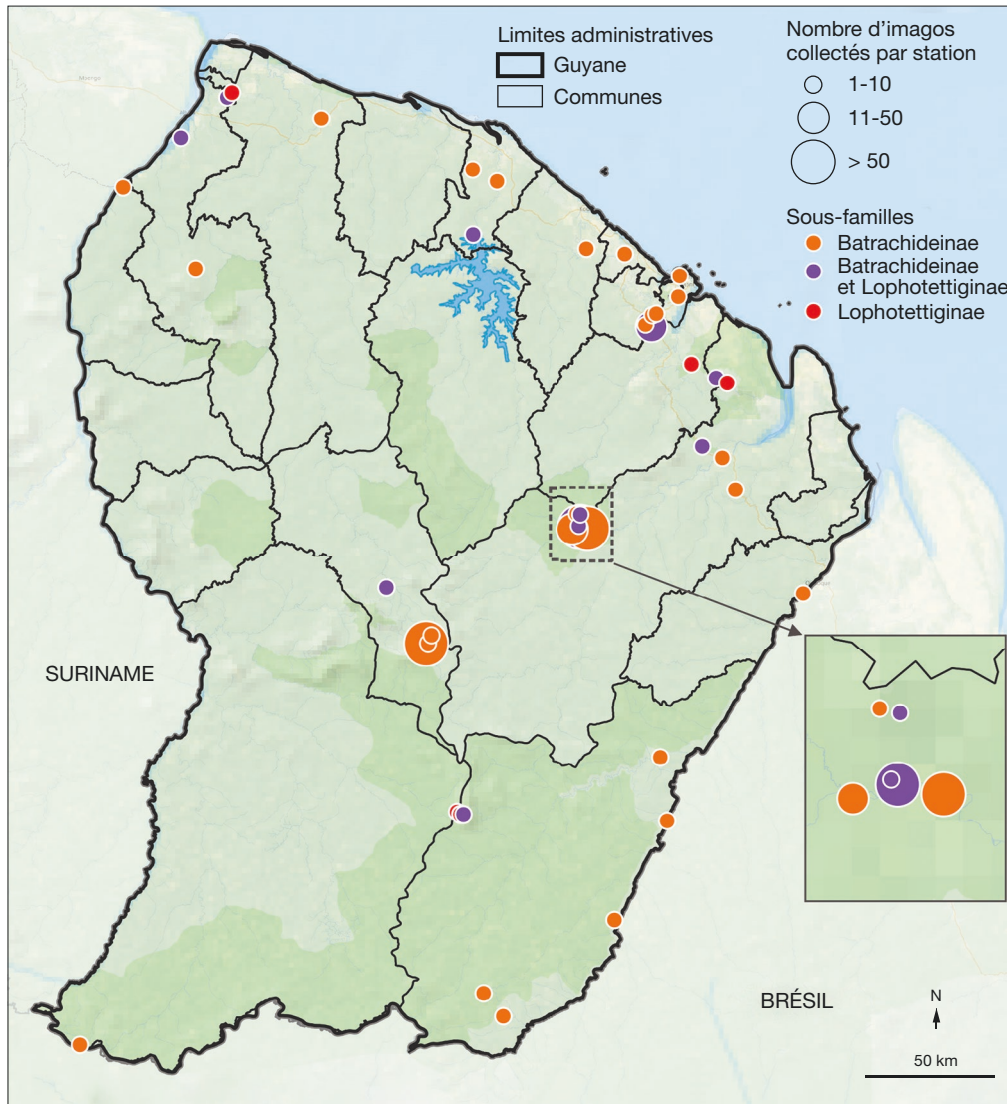 Limites administratives
Guyane
Communes
Nombre d'imagos
collectés par station
1-10
11-50
> 50
Sous-familles
Batrachideinae
Batrachideinae
et Lophotettiginae
Lophotettiginae
SURINAME
BRÉSIL
N
50 km